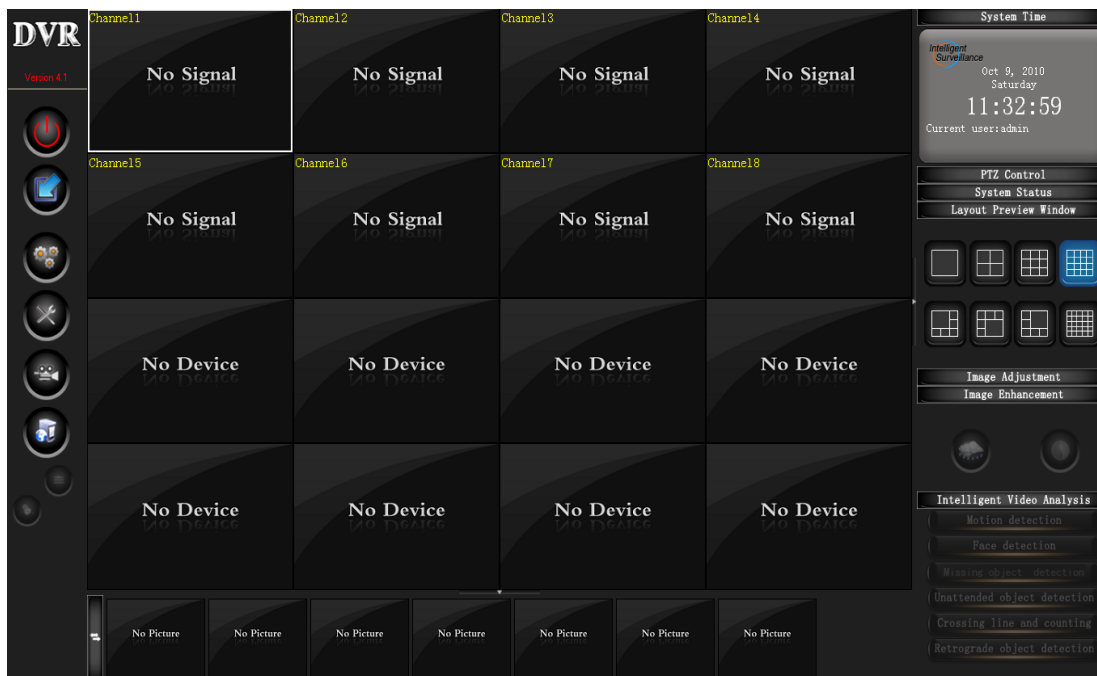 DVR
Version 4.1
Channel1
Channel2
Channel3
Channel4
No Signal
No Signal
No Signal
No Signal
Channel5
Channel6
Channel7
Channel8
No Signal
No Signal
No Signal
No Signal
No Device
No Device
No Device
No Device
No Device
No Device
No Device
No Device
No Picture
No Picture
No Picture
No Picture
No Picture
No Picture
No Picture
System Time
Intelligent
Surveillance
Oct 9, 2010
Saturday
11:32:59
Current user:admin
PTZ Control
System Status
Layout Preview Window
Image Adjustment
Image Enhancement
Intelligent Video Analysis
Motion detection
Face detection
Missing object detection
Unattended object detection
Crossing line and counting
Retrograde object detection